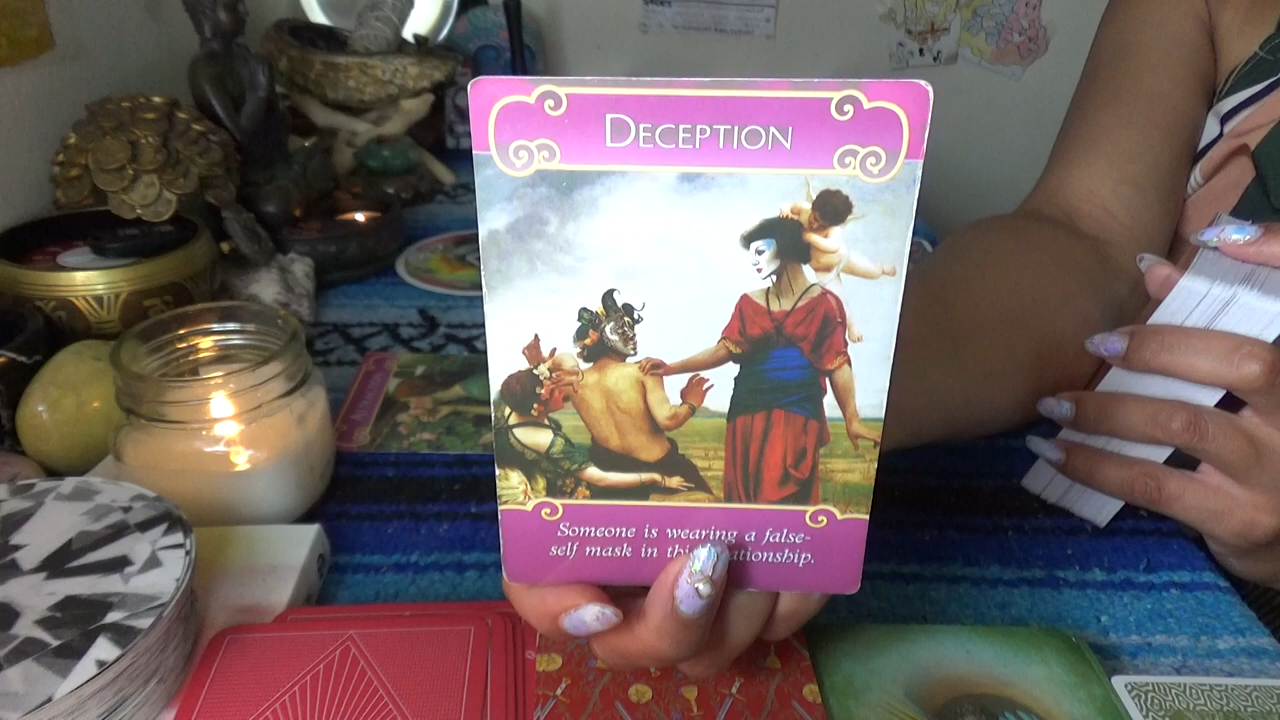 DECEPTION
Someone is wearing a false-
self mask in this relationship.